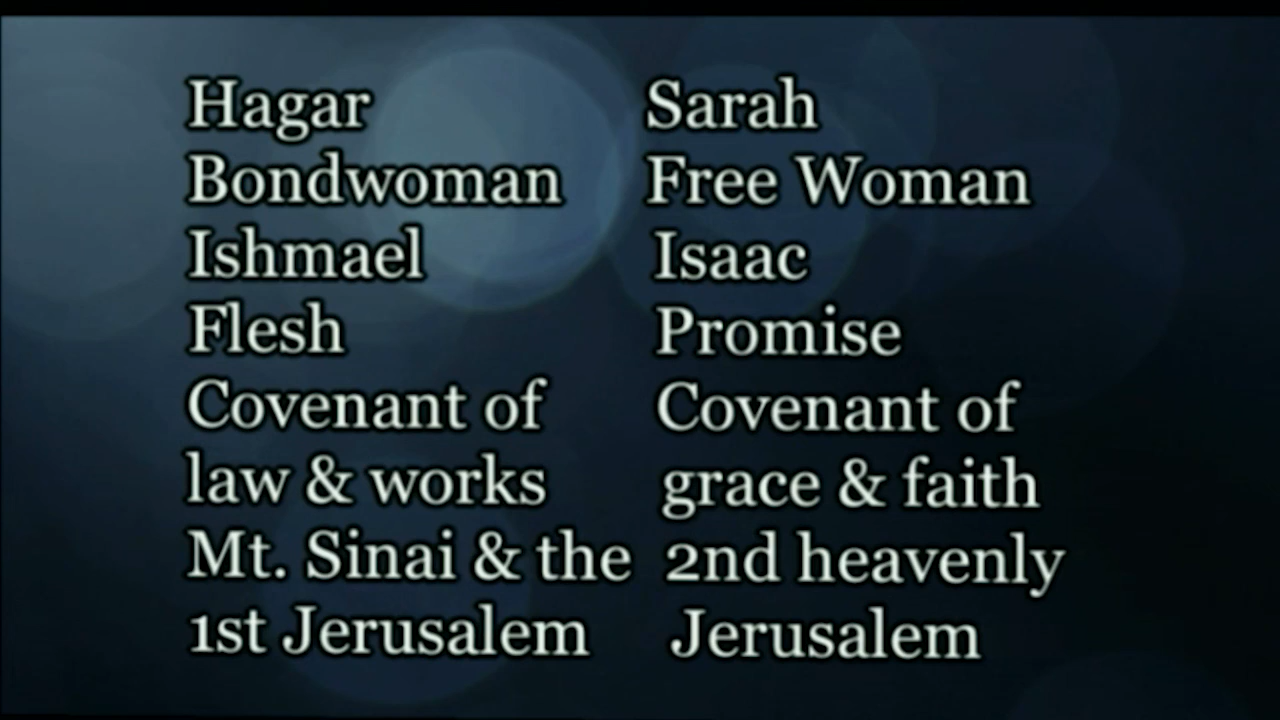 Hagar Sarah
Bondwoman Free Woman
Ishmael Isaac
Flesh Promise
Covenant of Covenant of
law & works grace & faith
Mt. Sinai & the 2nd heavenly
1st Jerusalem Jerusalem